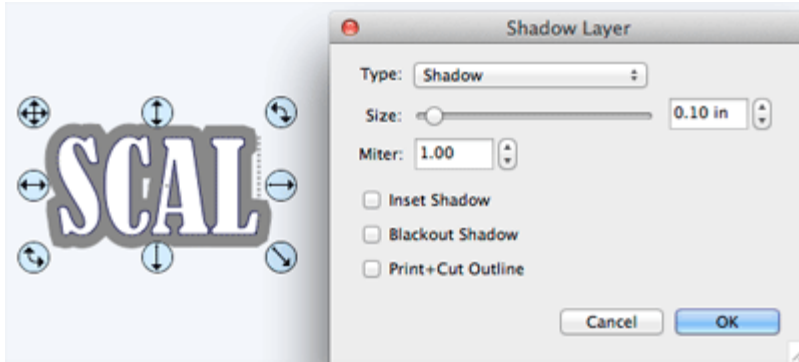 SCAL
Shadow Layer
Type: Shadow
Size: 0.10 in
Miter: 1.00
Inset Shadow
Blackout Shadow
Print+Cut Outline
Cancel OK